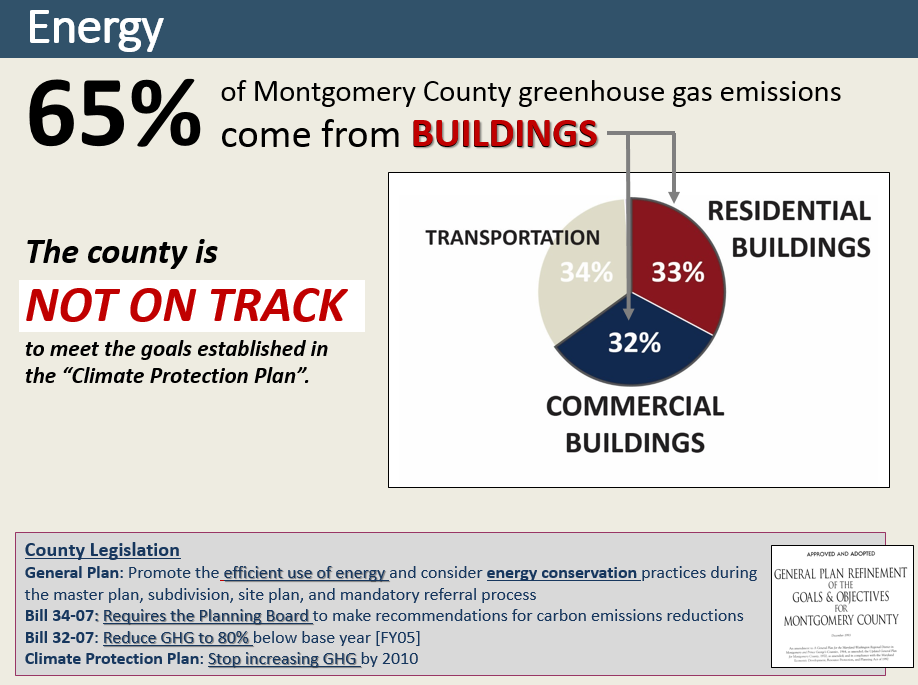 Energy
65% of Montgomery County greenhouse gas emissions
come from BUILDINGS
The county is
NOT ON TRACK
to meet the goals established in
the “Climate Protection Plan”.
TRANSPORTATION
34%
RESIDENTIAL
BUILDINGS
33%
32%
COMMERCIAL
BUILDINGS
County Legislation
General Plan: Promote the efficient use of energy and consider energy conservation practices during
the master plan, subdivision, site plan, and mandatory referral process
Bill 34-07: Requires the Planning Board to make recommendations for carbon emissions reductions
Bill 32-07: Reduce GHG to 80% below base year [FY05]
Climate Protection Plan: Stop increasing GHG by 2010
APPROVED AND ADOPTED
GENERAL PLAN REFINEMENT
OF THE
GOALS & OBJECTIVES
FOR
MONTGOMERY COUNTY